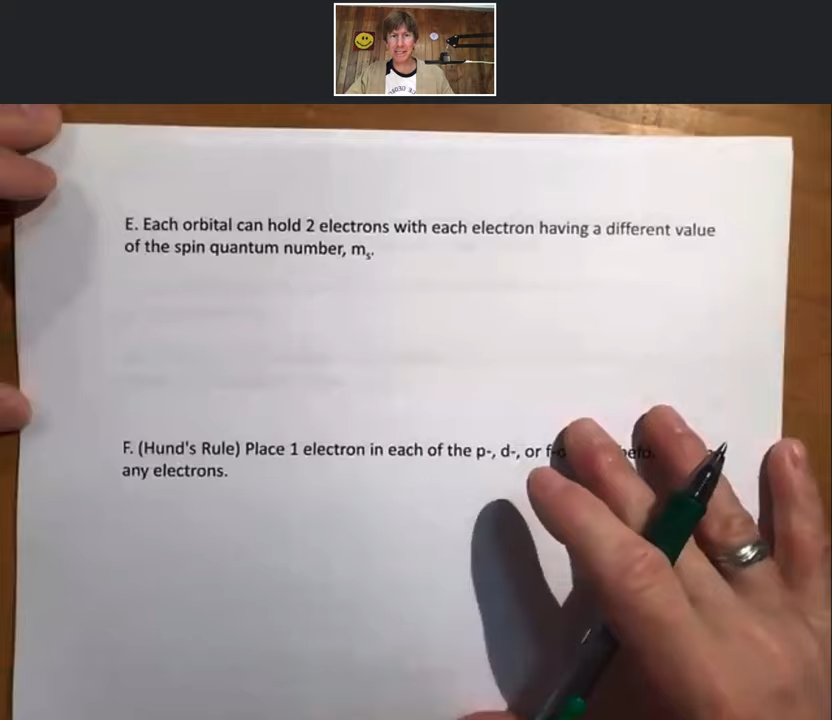 E. Each orbital can hold 2 electrons with each electron having a different value
of the spin quantum number, mₛ.
F. (Hund's Rule) Place 1 electron in each of the p-, d-, or f-
any electrons.